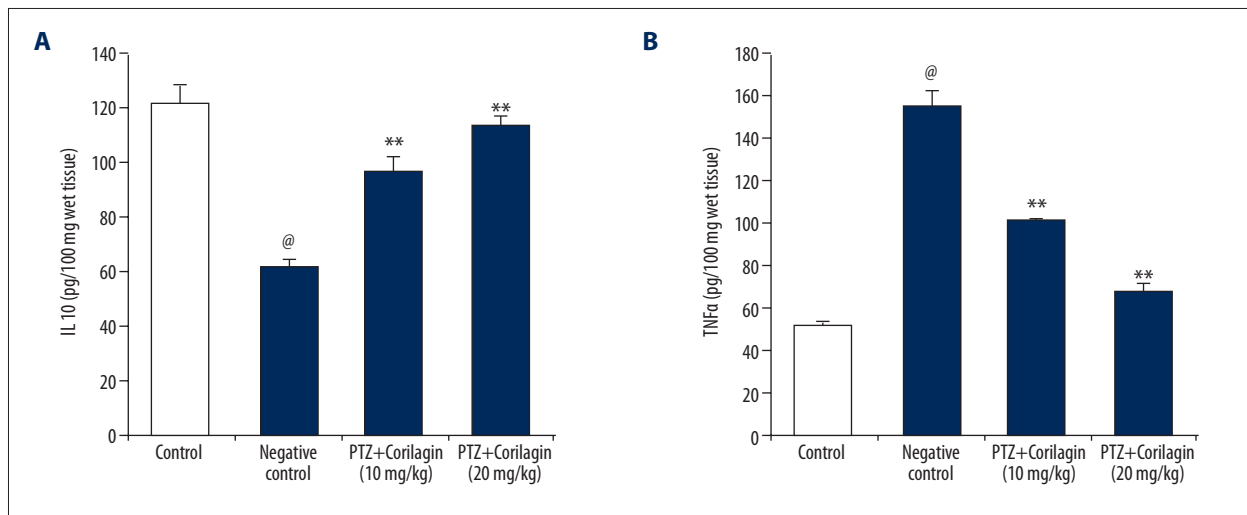 A
140
120
100
80
60
40
20
0
IL 10 (pg/100 mg wet tissue)
@
**
**
Control
Negative
control
PTZ+Corilagin
(10 mg/kg)
PTZ+Corilagin
(20 mg/kg)
B
180
160
140
120
100
80
60
40
20
0
TNFα (pg/100 mg wet tissue)
@
**
**
Control
Negative
control
PTZ+Corilagin
(10 mg/kg)
PTZ+Corilagin
(20 mg/kg)